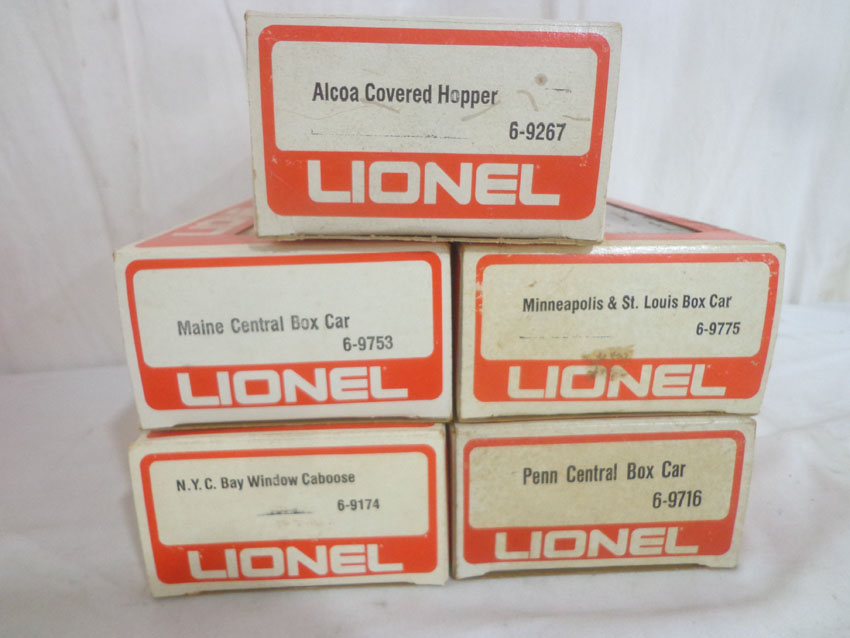 Alcoa Covered Hopper
6-9267
LIONEL
Maine Central Box Car
6-9753
LIONEL
Minneapolis & St. Louis Box Car
6-9775
LIONEL
N.Y.C. Bay Window Caboose
6-9174
LIONEL
Penn Central Box Car
6-9716
LIONEL